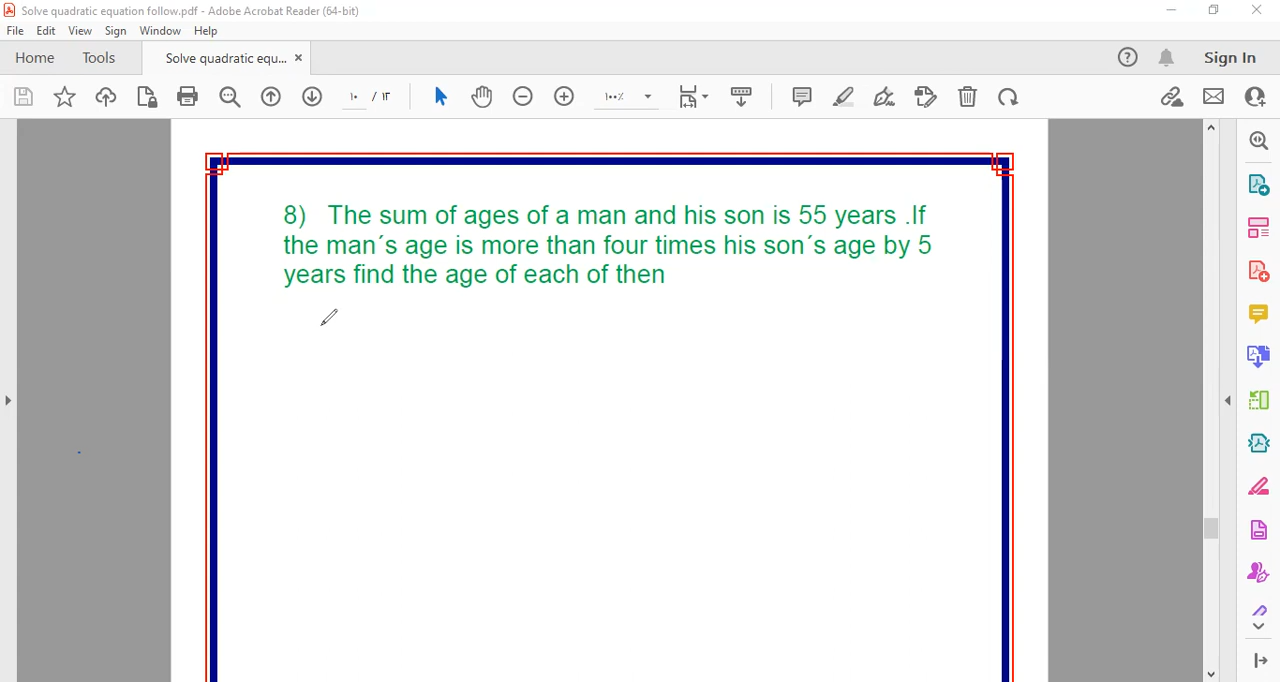 Solve quadratic equation follow.pdf - Adobe Acrobat Reader (64-bit)
File Edit View Sign Window Help
Home Tools Solve quadratic equ... × Sign In
١٠ / ١٣ ١٠٠٪
8) The sum of ages of a man and his son is 55 years .If
the man´s age is more than four times his son´s age by 5
years find the age of each of then